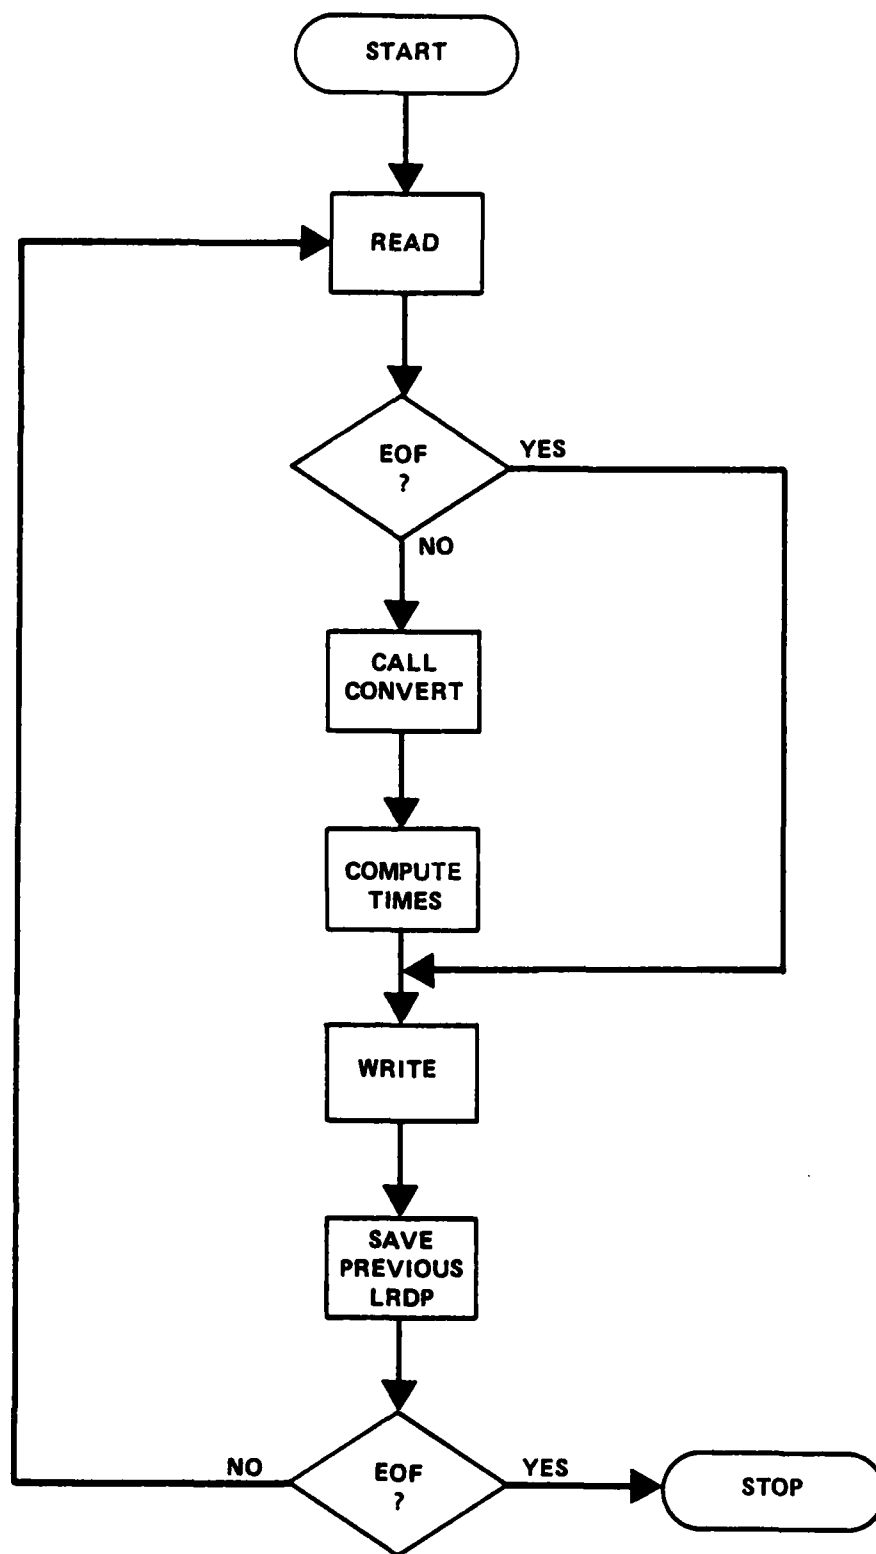 START
READ
EOF
?
YES
NO
CALL
CONVERT
COMPUTE
TIMES
WRITE
SAVE
PREVIOUS
LRDP
NO
EOF
?
YES
STOP